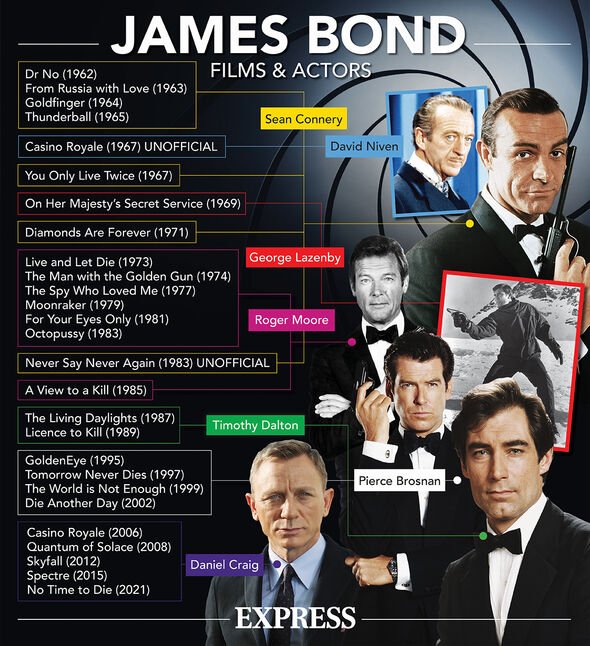 JAMES BOND
FILMS & ACTORS
Dr No (1962)
From Russia with Love (1963)
Goldfinger (1964)
Thunderball (1965)
Sean Connery
Casino Royale (1967) UNOFFICIAL
David Niven
You Only Live Twice (1967)
On Her Majesty's Secret Service (1969)
Diamonds Are Forever (1971)
George Lazenby
Live and Let Die (1973)
The Man with the Golden Gun (1974)
The Spy Who Loved Me (1977)
Moonraker (1979)
For Your Eyes Only (1981)
Octopussy (1983)
Roger Moore
Never Say Never Again (1983) UNOFFICIAL
A View to a Kill (1985)
The Living Daylights (1987)
Licence to Kill (1989)
Timothy Dalton
GoldenEye (1995)
Tomorrow Never Dies (1997)
The World is Not Enough (1999)
Die Another Day (2002)
Pierce Brosnan
Casino Royale (2006)
Quantum of Solace (2008)
Skyfall (2012)
Spectre (2015)
No Time to Die (2021)
Daniel Craig
EXPRESS